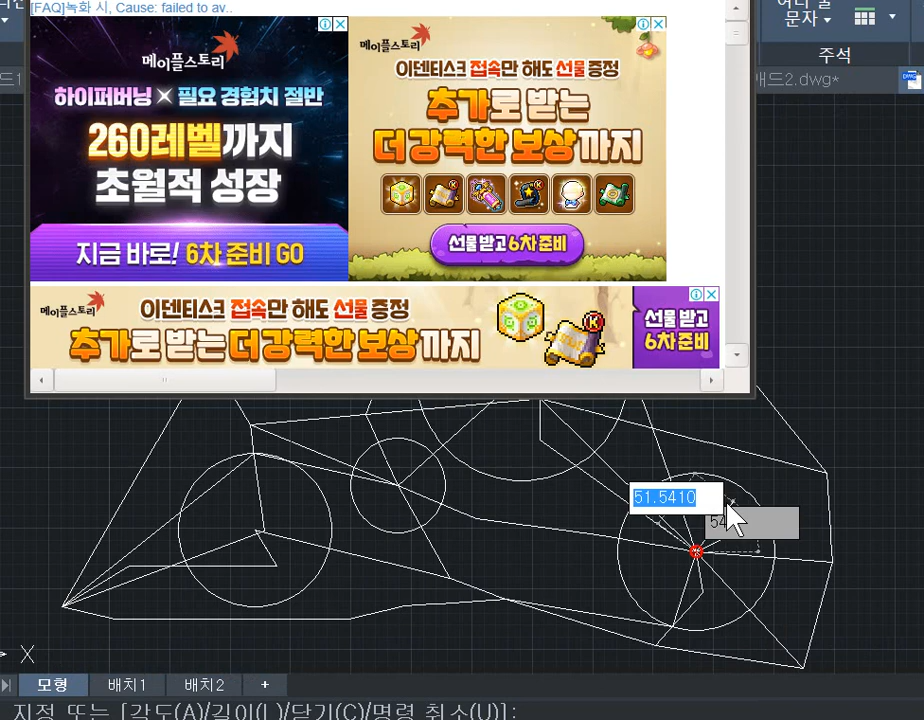 [FAQ]녹화 시, Cause: failed to av..
메이플스토리
하이퍼버닝 × 필요 경험치 절반
260레벨까지
초월적 성장
지금 바로! 6차 준비 GO
메이플스토리
이덴티스크 접속만 해도 선물 증정
추가로 받는
더 강력한 보상까지
선물 받고 6차 준비
메이플스토리
이덴티스크 접속만 해도 선물 증정
추가로 받는 더 강력한 보상까지
선물 받고
6차 준비
문자
주석
캐드2.dwg*
DWG
51.5410
X
모형
배치1
배치2
+
지정 또는 [각도(A)/길이(L)/닫기(C)/명령 취소(U)]: